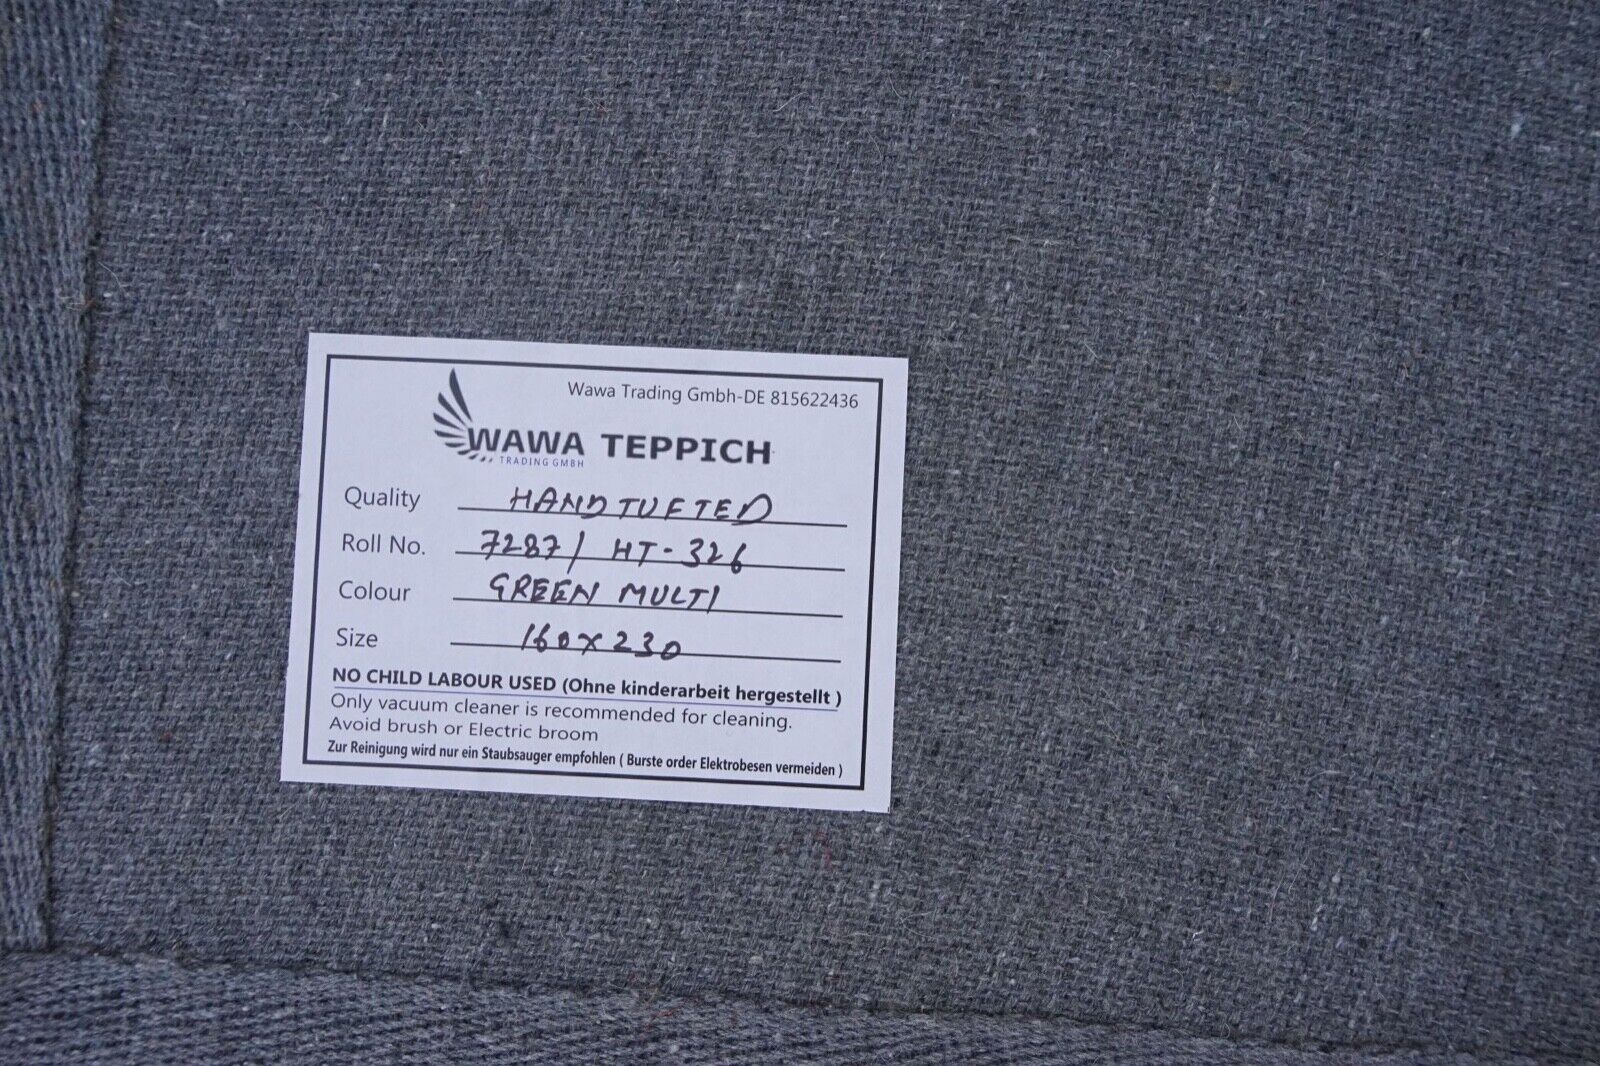 Wawa Trading Gmbh-DE 815622436
WAWA TEPPICH
TRADING GMBH
Quality HANDTUFTED
Roll No. 7287/ HT-326
Colour GREEN MULTI
Size 160X230
NO CHILD LABOUR USED (Ohne kinderarbeit hergestellt )
Only vacuum cleaner is recommended for cleaning.
Avoid brush or Electric broom
Zur Reinigung wird nur ein Staubsauger empfohlen ( Burste order Elektrobesen vermeiden )